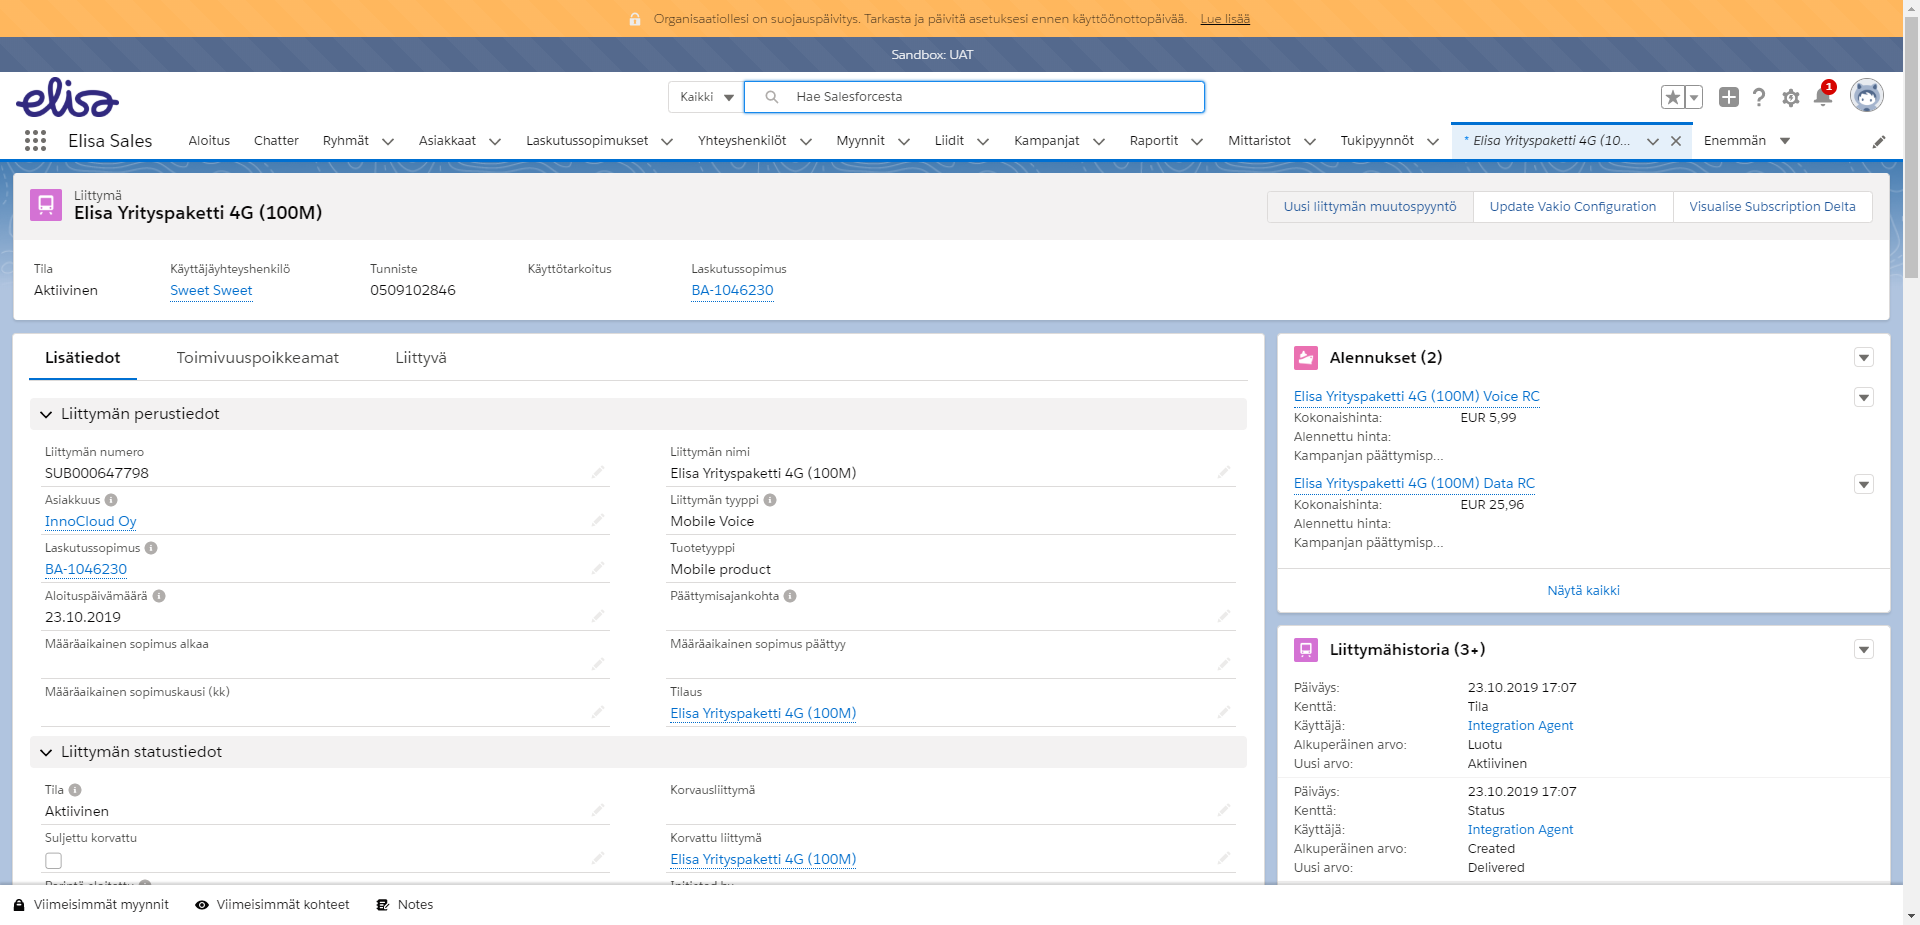 Organisaatiollesi on suojauspäivitys. Tarkasta ja päivitä asetuksesi ennen käyttöönottopäivää. Lue lisää
Sandbox: UAT
elisa
Kaikki
Hae Salesforcesta
1
Elisa Sales
Aloitus
Chatter
Ryhmät
Asiakkaat
Laskutussopimukset
Yhteyshenkilöt
Myynnit
Liidit
Kampanjat
Raportit
Mittaristot
Tukipyynnöt
* Elisa Yrityspaketti 4G (10...
Enemmän
Liittymä
Elisa Yrityspaketti 4G (100M)
Uusi liittymän muutospyyntö
Update Vakio Configuration
Visualise Subscription Delta
Tila
Aktiivinen
Käyttäjäyhteyshenkilö
Sweet Sweet
Tunniste
0509102846
Käyttötarkoitus
Laskutussopimus
BA-1046230
Lisätiedot
Toimivuuspoikkeamat
Liittyvä
Liittymän perustiedot
Liittymän numero
SUB000647798
Liittymän nimi
Elisa Yrityspaketti 4G (100M)
Asiakkuus
InnoCloud Oy
Liittymän tyyppi
Mobile Voice
Laskutussopimus
BA-1046230
Tuotetyyppi
Mobile product
Aloituspäivämäärä
23.10.2019
Päättymisajankohta
Määräaikainen sopimus alkaa
Määräaikainen sopimus päättyy
Määräaikainen sopimuskausi (kk)
Tilaus
Elisa Yrityspaketti 4G (100M)
Liittymän statustiedot
Tila
Aktiivinen
Korvausliittymä
Suljettu korvattu
Korvattu liittymä
Elisa Yrityspaketti 4G (100M)
Alennukset (2)
Elisa Yrityspaketti 4G (100M) Voice RC
Kokonaishinta: EUR 5,99
Alennettu hinta:
Kampanjan päättymisp...
Elisa Yrityspaketti 4G (100M) Data RC
Kokonaishinta: EUR 25,96
Alennettu hinta:
Kampanjan päättymisp...
Näytä kaikki
Liittymähistoria (3+)
Päiväys: 23.10.2019 17:07
Kenttä: Tila
Käyttäjä: Integration Agent
Alkuperäinen arvo: Luotu
Uusi arvo: Aktiivinen
Päiväys: 23.10.2019 17:07
Kenttä: Status
Käyttäjä: Integration Agent
Alkuperäinen arvo: Created
Uusi arvo: Delivered
Viimeisimmät myynnit
Viimeisimmät kohteet
Notes